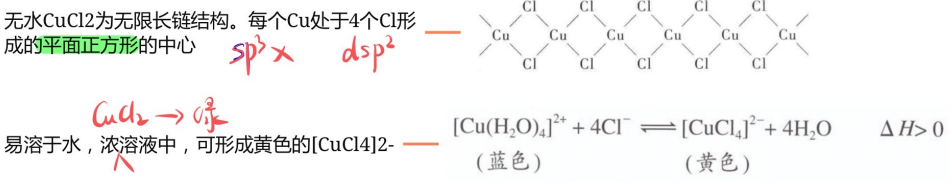 无水CuCl2为无限长链结构。每个Cu处于4个Cl形
成的平面正方形的中心
sp³ × dsp²
Cl Cl Cl Cl Cl
Cu Cu Cu Cu Cu Cu
Cl Cl Cl Cl Cl
CuCl₂ → 绿
易溶于水，浓溶液中，可形成黄色的[CuCl4]2-
[Cu(H₂O)₄]²⁺ + 4Cl⁻ ⇌ [CuCl₄]²⁻ + 4H₂O ΔH> 0
(蓝色) (黄色)